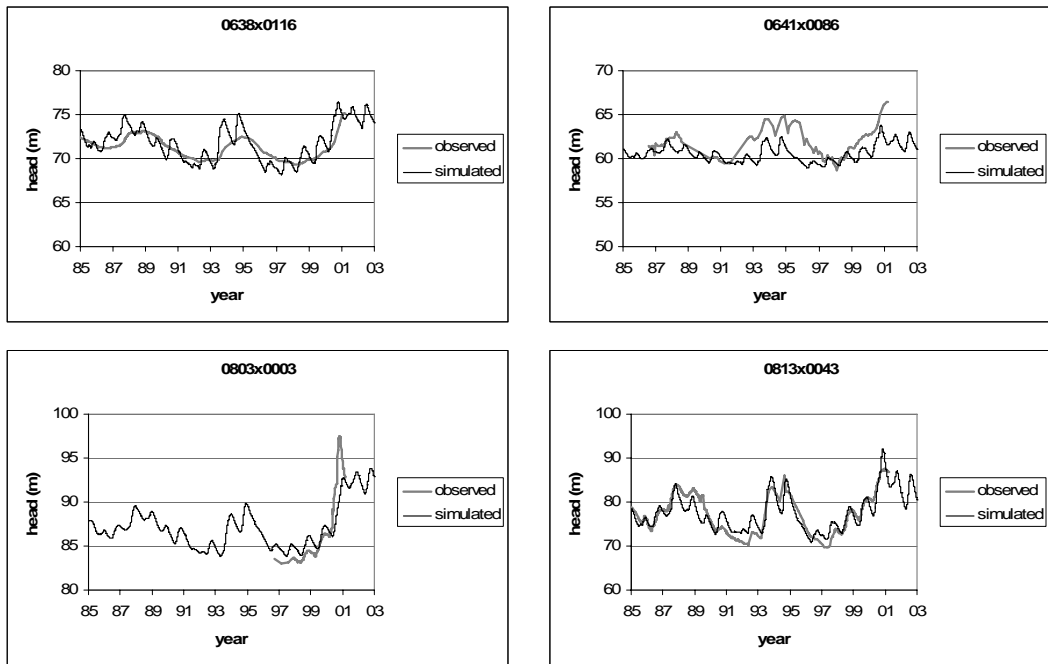 0638x0116
80
75
70
65
60
head (m)
85 87 89 91 93 95 97 99 01 03
year
observed
simulated
0641x0086
70
65
60
55
50
head (m)
85 87 89 91 93 95 97 99 01 03
year
observed
simulated
0803x0003
100
95
90
85
80
head (m)
85 87 89 91 93 95 97 99 01 03
year
observed
simulated
0813x0043
100
90
80
70
60
head (m)
85 87 89 91 93 95 97 99 01 03
year
observed
simulated